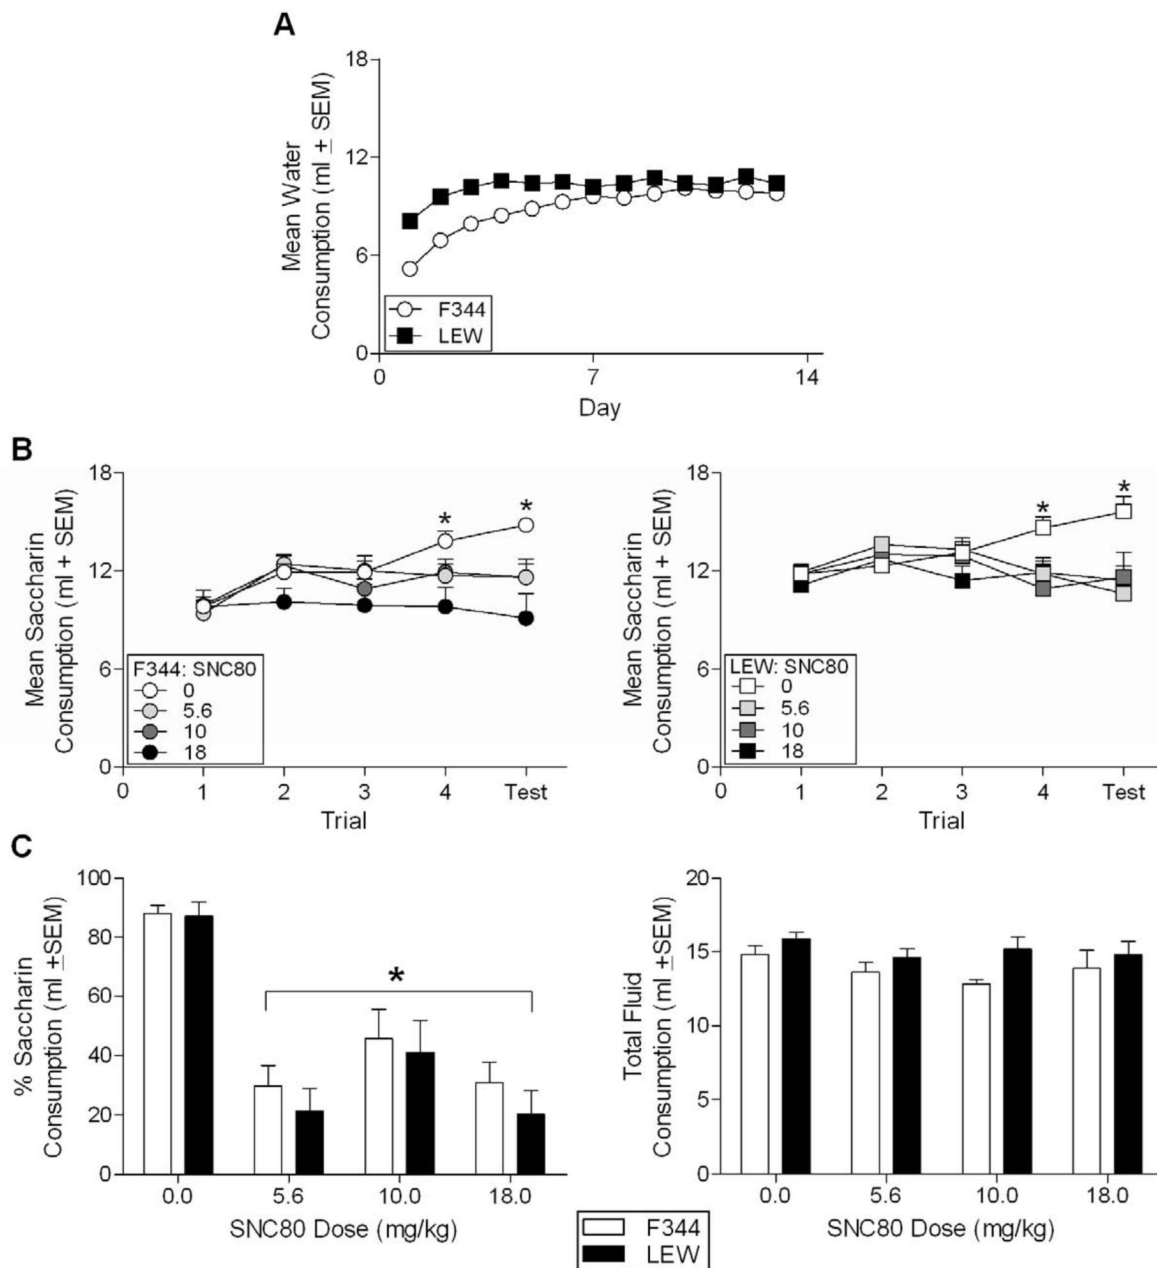 A
Mean Water
Consumption (ml ± SEM)
18
12
6
0
F344
LEW
0
7
14
Day
B
Mean Saccharin
Consumption (ml + SEM)
18
12
6
0
*
*
F344: SNC80
0
5.6
10
18
0
1
2
3
4
Test
Trial
Mean Saccharin
Consumption (ml + SEM)
18
12
6
0
*
*
LEW: SNC80
0
5.6
10
18
0
1
2
3
4
Test
Trial
C
% Saccharin
Consumption (ml ±SEM)
100
80
60
40
20
0
*
0.0
5.6
10.0
18.0
SNC80 Dose (mg/kg)
Total Fluid
Consumption (ml ±SEM)
20
15
10
5
0
0.0
5.6
10.0
18.0
SNC80 Dose (mg/kg)
F344
LEW